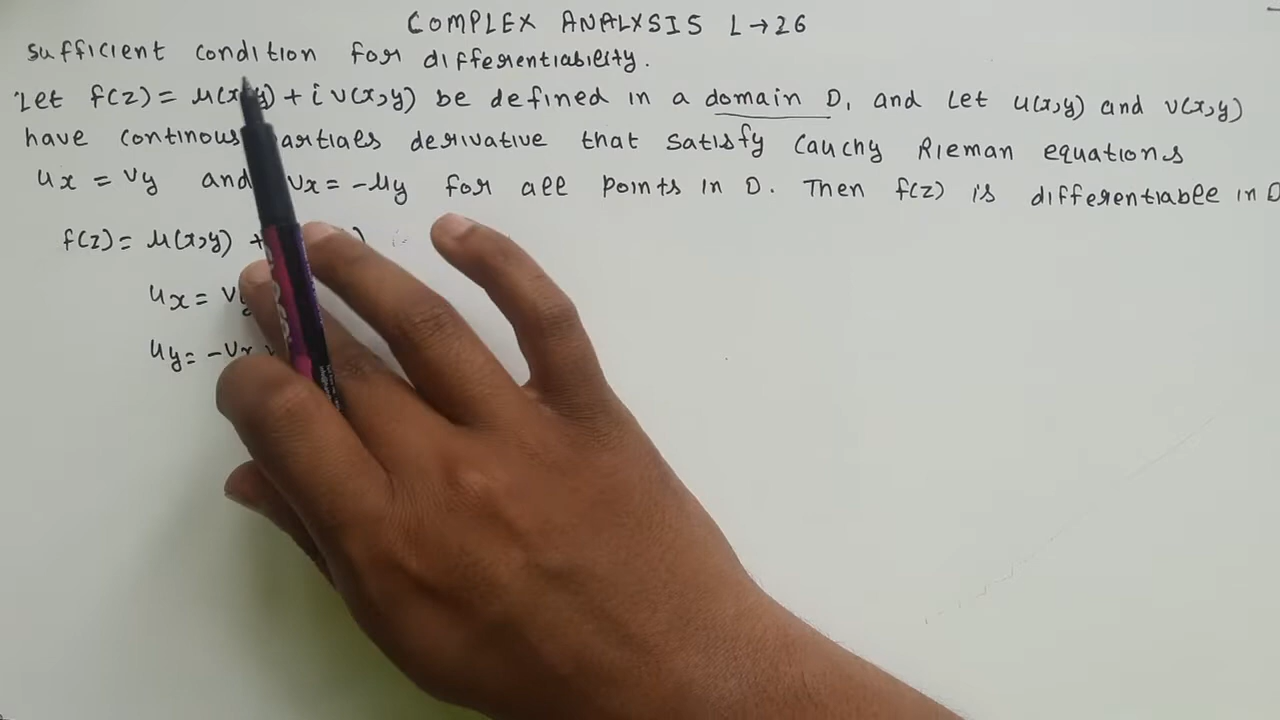 COMPLEX ANALYSIS L → 26
sufficient condition for differentiability.
Let f(z) = u(x,y) + i v(x,y) be defined in a domain D, and Let u(x,y) and v(x,y)
have continous derivative that satisfy Cauchy Rieman equations
ux = vy and vx = -uy for all points in D. Then f(z) is differentiable in D
f(z) = u(x,y) +
ux = vy
uy = -vx